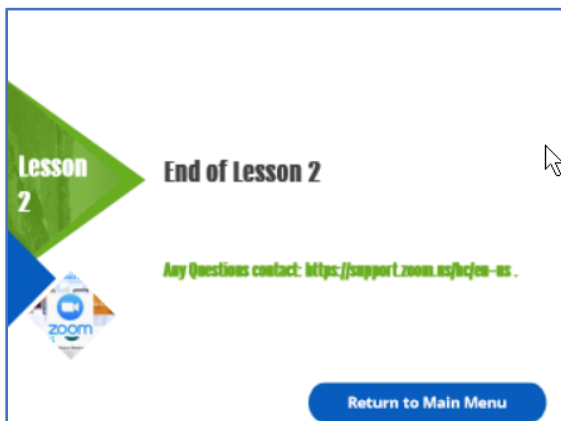 Lesson
2
End of Lesson 2
Any Questions contact: https://support.zoom.us/hc/en-us .
zoom
Return to Main Menu